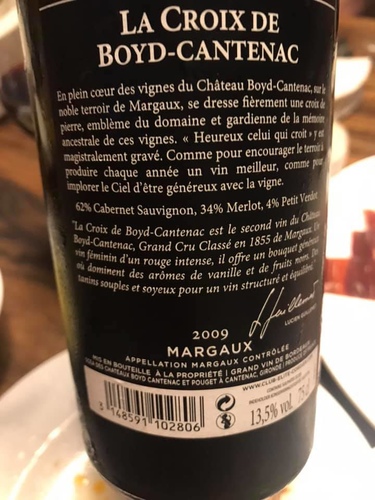 LA CROIX DE
BOYD-CANTENAC
En plein cœur des vignes du Château Boyd-Cantenac, sur le
noble terroir de Margaux, se dresse fièrement une croix de
pierre, emblème du domaine et gardienne de la mémoire
ancestrale de ces vignes. « Heureux celui qui croit » y est
magistralement gravé. Comme pour encourager le terroir à
produire chaque année un vin meilleur, comme pour
implorer le Ciel d'être généreux avec la vigne.
62% Cabernet Sauvignon, 34% Merlot, 4% Petit Verdot.
"La Croix de Boyd-Cantenac est le second vin du Château
Boyd-Cantenac, Grand Cru Classé en 1855 de Margaux. Un
vin féminin d'un rouge intense, il offre un bouquet généreux
où dominent des arômes de vanille et de fruits noirs. Des
tanins souples et soyeux pour un vin structuré et équilibré.
L. Guillemet
LUCIEN GUILLEMET
2009
MARGAUX
APPELLATION MARGAUX CONTRÔLÉE
MIS EN BOUTEILLE À LA PROPRIÉTÉ | GRAND VIN DE BORDEAUX
DES CHATEAUX BOYD CANTENAC ET POUGET À CANTENAC, GIRONDE
WWW.CLUB-ELITE
13,5% vol. 75 cl
3 148591 102806